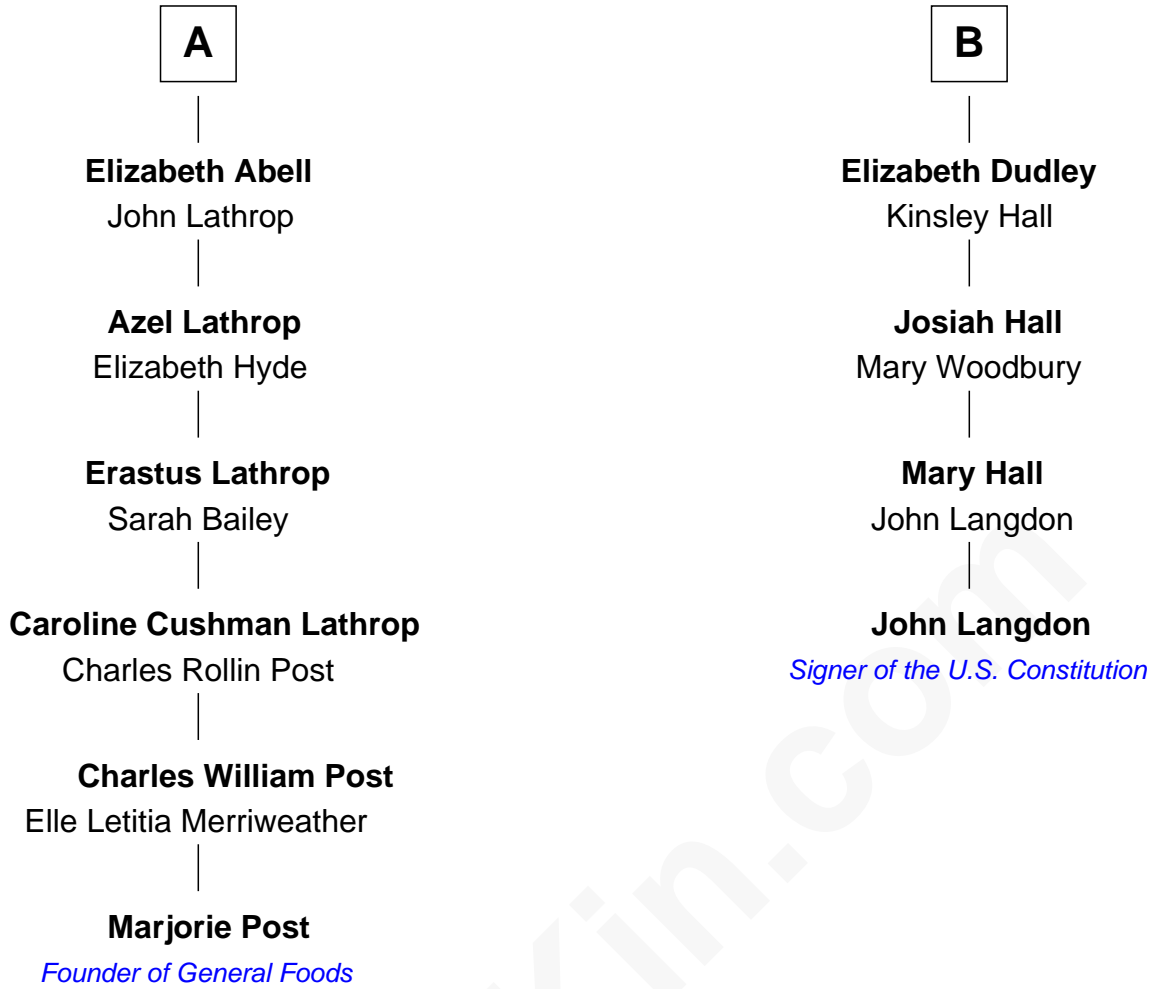 A
Elizabeth Abell
John Lathrop
Azel Lathrop
Elizabeth Hyde
Erastus Lathrop
Sarah Bailey
Caroline Cushman Lathrop
Charles Rollin Post
Charles William Post
Elle Letitia Merriweather
Marjorie Post
Founder of General Foods
B
Elizabeth Dudley
Kinsley Hall
Josiah Hall
Mary Woodbury
Mary Hall
John Langdon
John Langdon
Signer of the U.S. Constitution
Kin.com